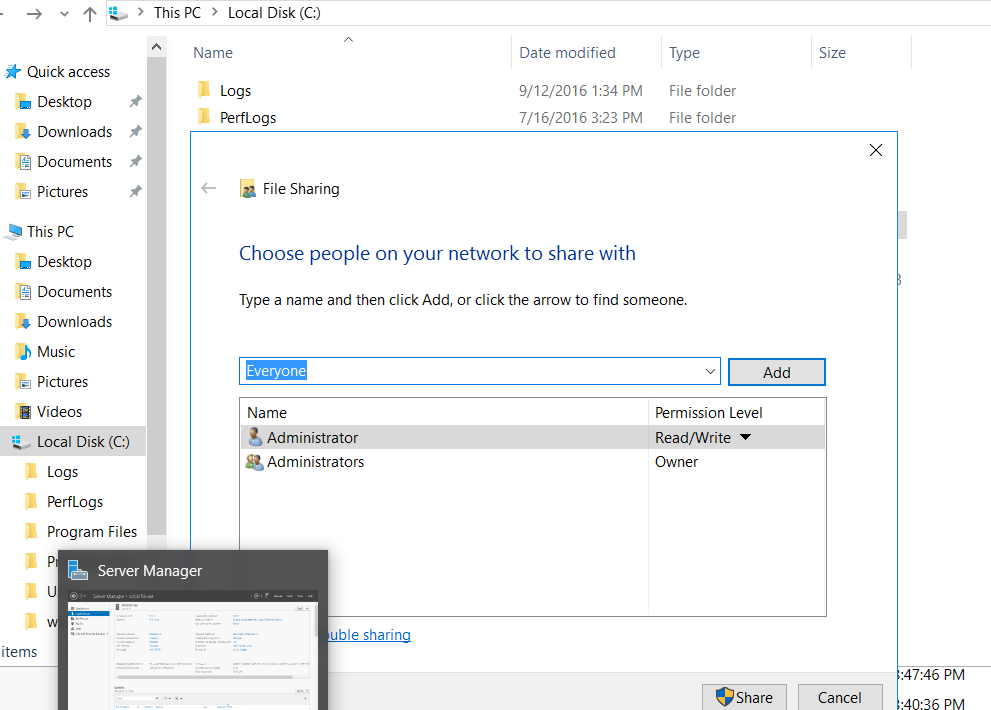 This PC > Local Disk (C:)
Name Date modified Type Size
Quick access
Desktop
Downloads
Documents
Pictures
This PC
Desktop
Documents
Downloads
Music
Pictures
Videos
Local Disk (C:)
Logs
PerfLogs
Program Files
items
Logs 9/12/2016 1:34 PM File folder
PerfLogs 7/16/2016 3:23 PM File folder
File Sharing
Choose people on your network to share with
Type a name and then click Add, or click the arrow to find someone.
Everyone Add
Name Permission Level
Administrator Read/Write
Administrators Owner
sharing
Share Cancel
Server Manager
:47:46 PM
:40:36 PM